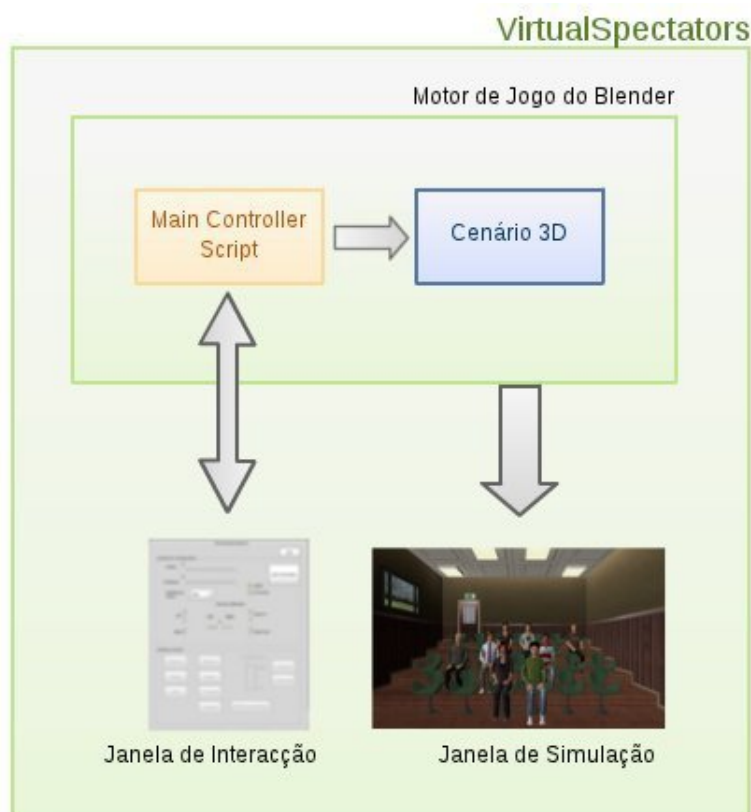 VirtualSpectators
Motor de Jogo do Blender
Main Controller
Script
Cenário 3D
Janela de Interacção
Janela de Simulação